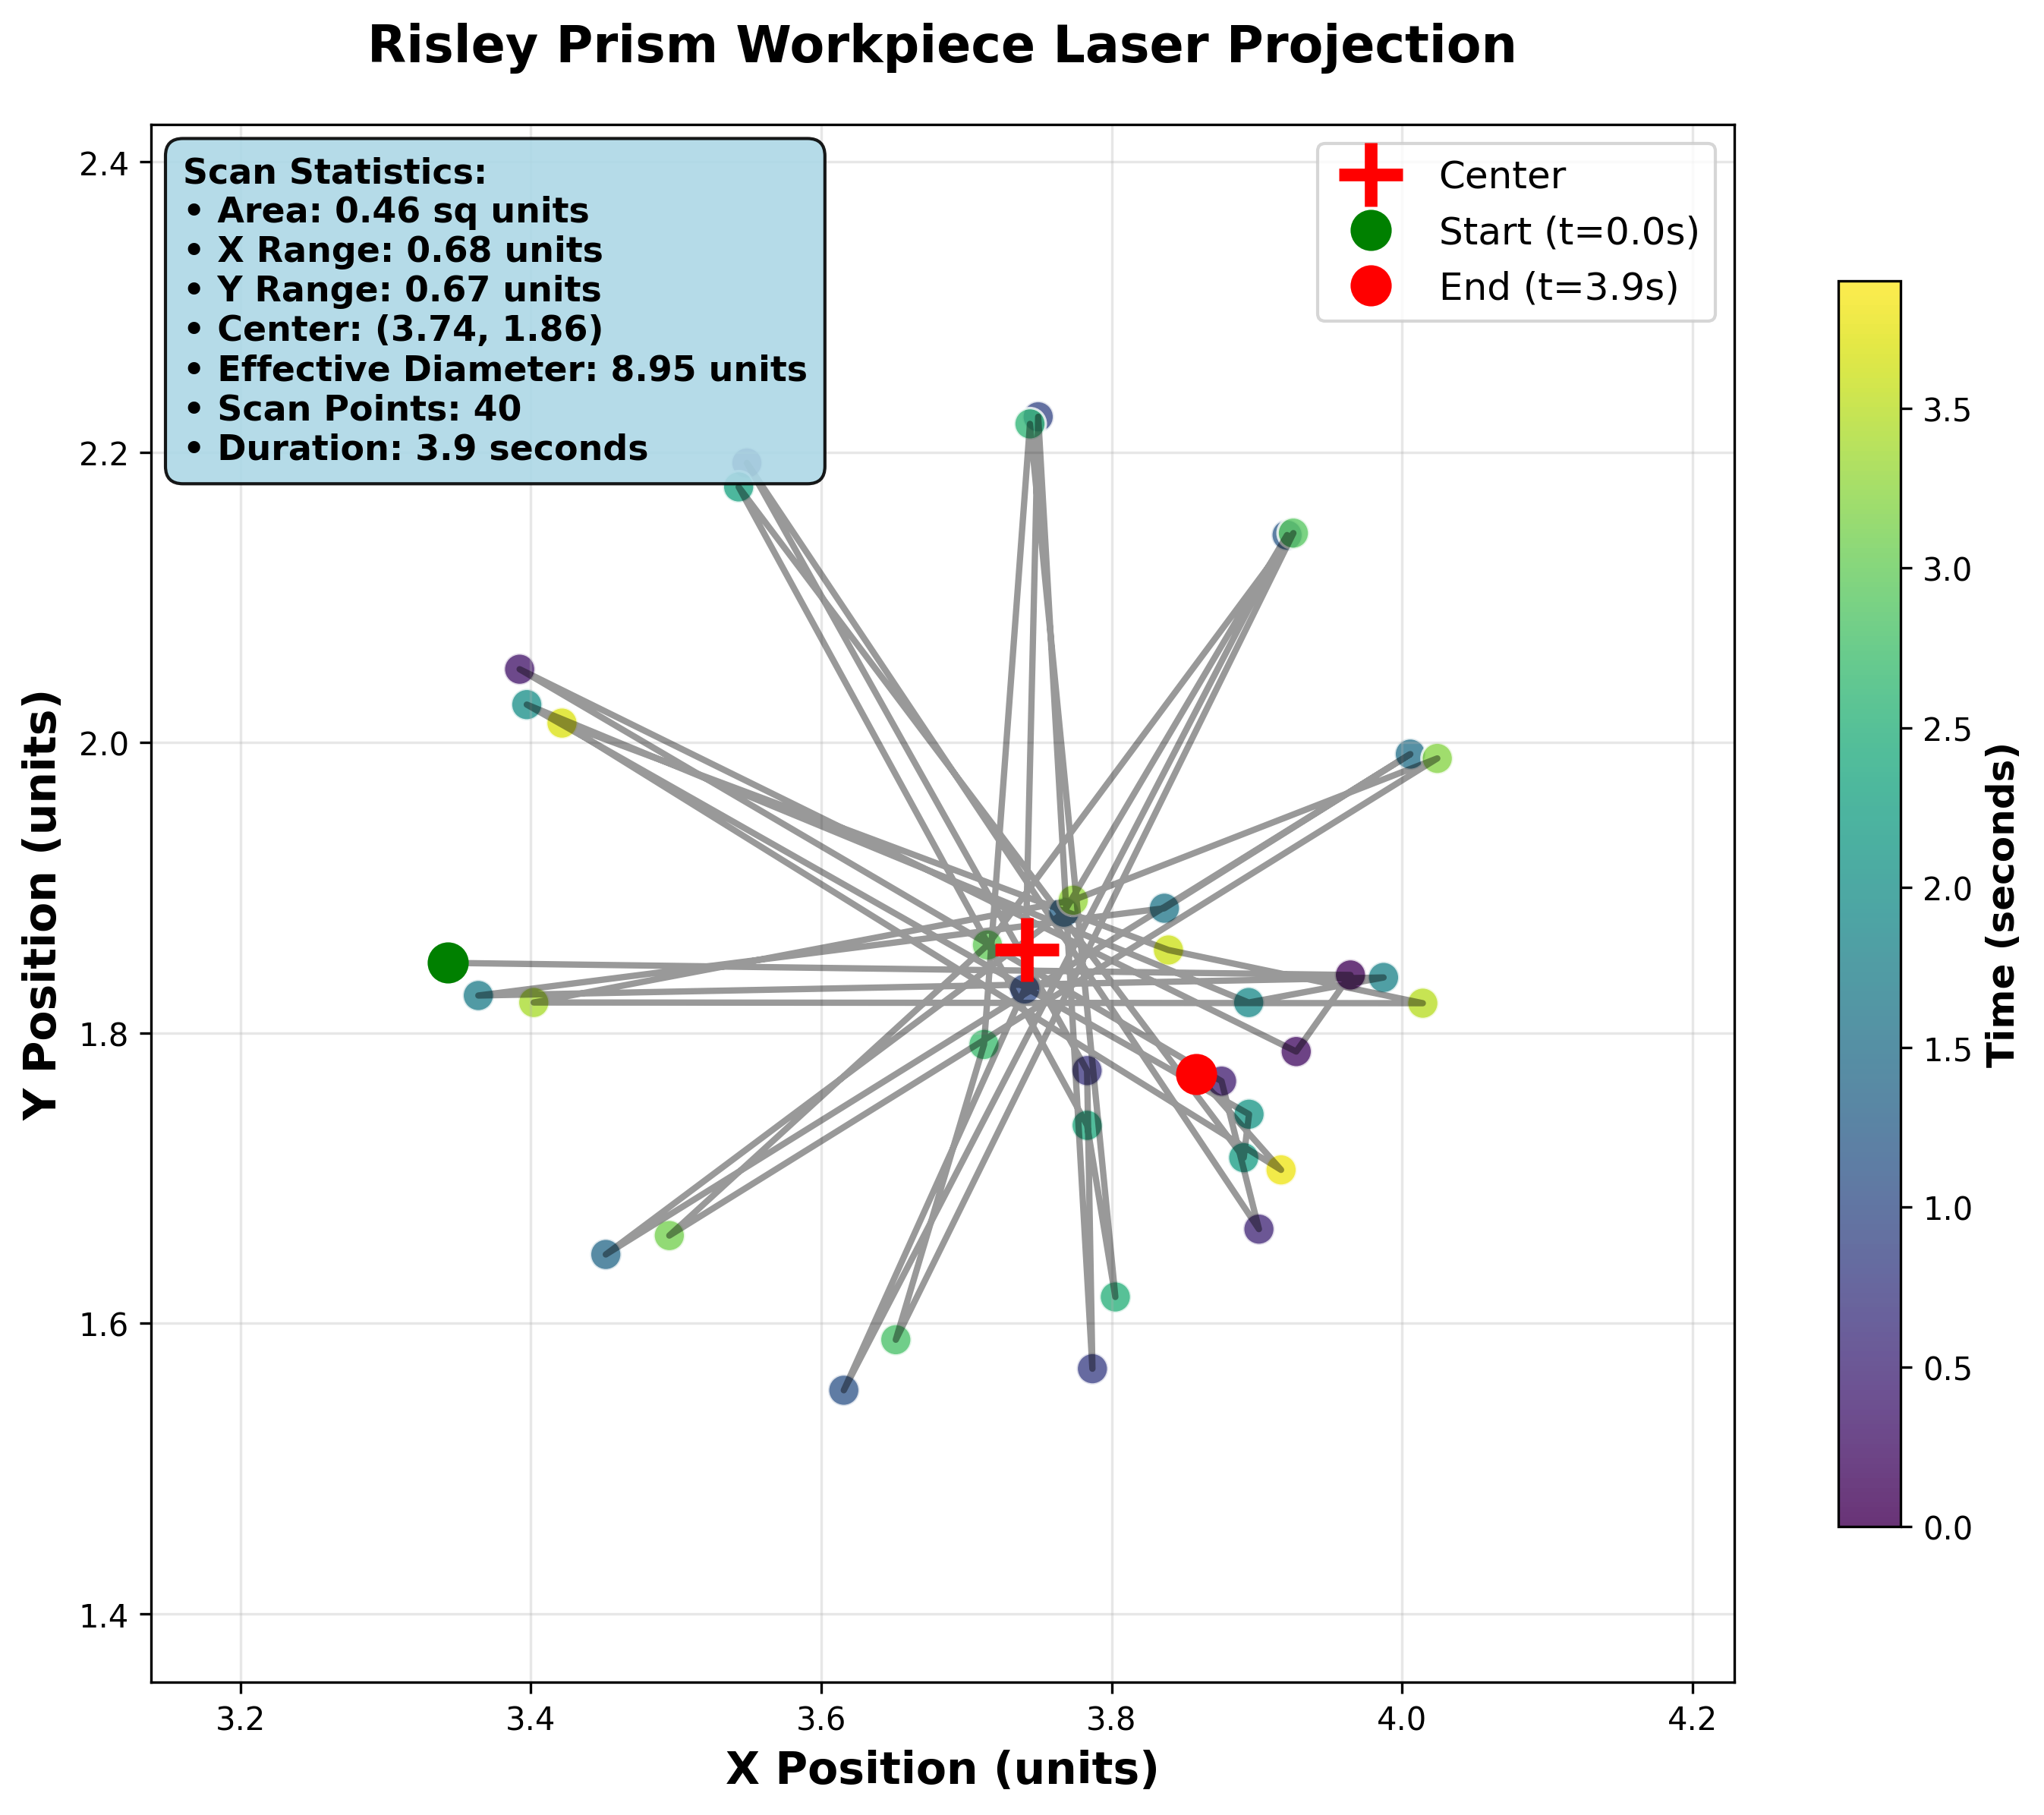 Risley Prism Workpiece Laser Projection
Scan Statistics:
• Area: 0.46 sq units
• X Range: 0.68 units
• Y Range: 0.67 units
• Center: (3.74, 1.86)
• Effective Diameter: 8.95 units
• Scan Points: 40
• Duration: 3.9 seconds
Center
Start (t=0.0s)
End (t=3.9s)
Y Position (units)
2.4
2.2
2.0
1.8
1.6
1.4
3.2
3.4
3.6
3.8
4.0
4.2
X Position (units)
3.5
3.0
2.5
2.0
1.5
1.0
0.5
0.0
Time (seconds)